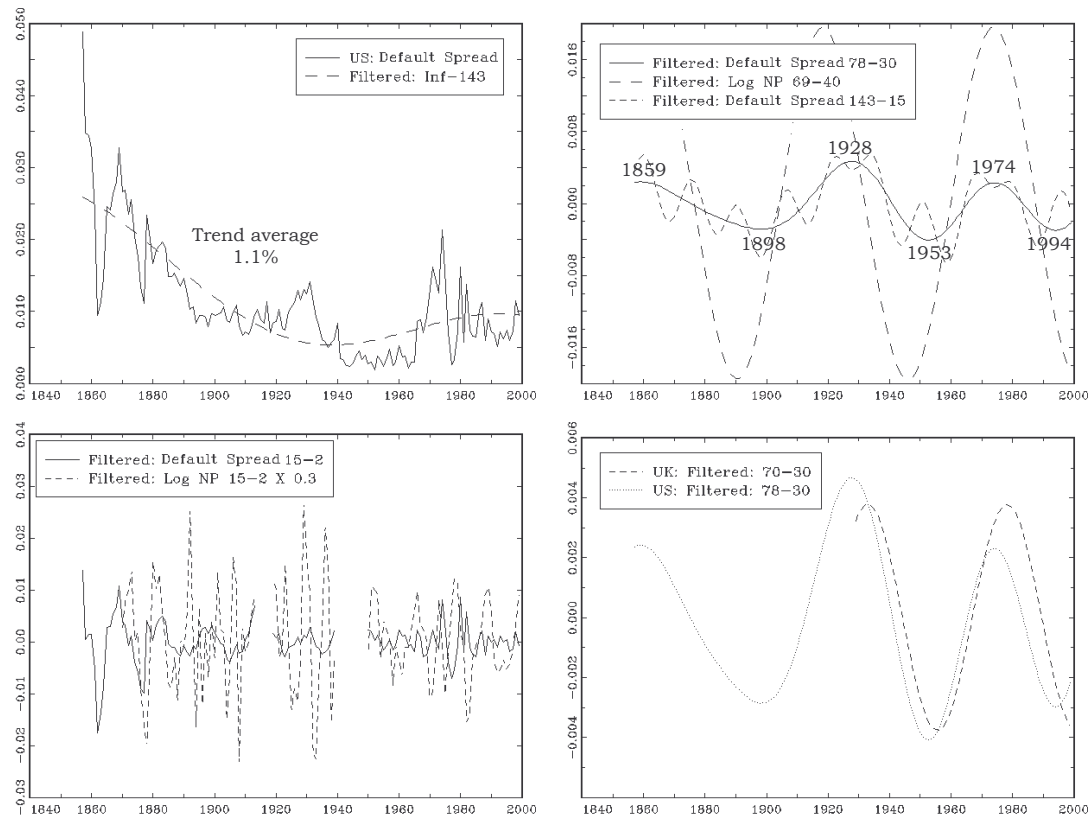 0.050
0.040
0.030
0.020
0.010
0.000
US: Default Spread
Filtered: Inf-143
Trend average
1.1%
1840 1860 1880 1900 1920 1940 1960 1980 2000
0.016
0.008
0.000
-0.008
-0.016
Filtered: Default Spread 78-30
Filtered: Log NP 69-40
Filtered: Default Spread 143-15
1928
1859
1974
1898
1953
1994
1840 1860 1880 1900 1920 1940 1960 1980 2000
0.04
0.03
0.02
0.01
0.00
-0.01
-0.02
-0.03
Filtered: Default Spread 15-2
Filtered: Log NP 15-2 X 0.3
1840 1860 1880 1900 1920 1940 1960 1980 2000
0.006
0.004
0.002
0.000
-0.002
-0.004
UK: Filtered: 70-30
US: Filtered: 78-30
1840 1860 1880 1900 1920 1940 1960 1980 2000